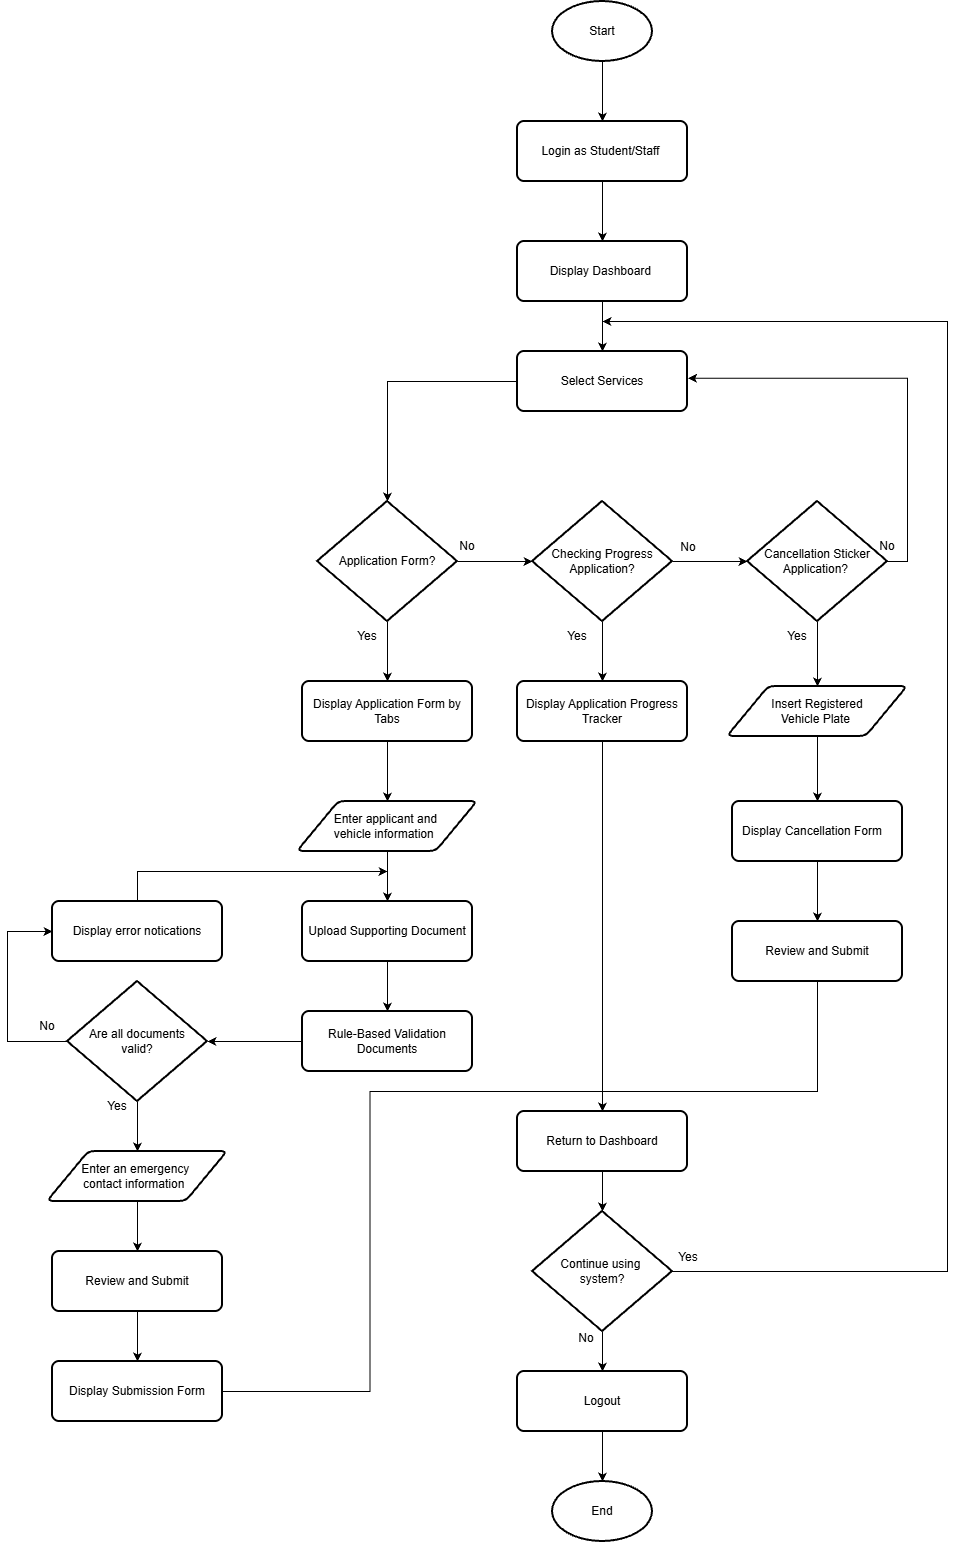 Start
Login as Student/Staff
Display Dashboard
Select Services
Application Form?
No
Checking Progress
Application?
No
Cancellation Sticker
Application?
No
Yes
Yes
Yes
Display Application Form by
Tabs
Display Application Progress
Tracker
Insert Registered
Vehicle Plate
Enter applicant and
vehicle information
Display Cancellation Form
Display error notications
Upload Supporting Document
Review and Submit
No
Are all documents
valid?
Rule-Based Validation
Documents
Yes
Return to Dashboard
Enter an emergency
contact information
Continue using
system?
Yes
Review and Submit
No
Display Submission Form
Logout
End